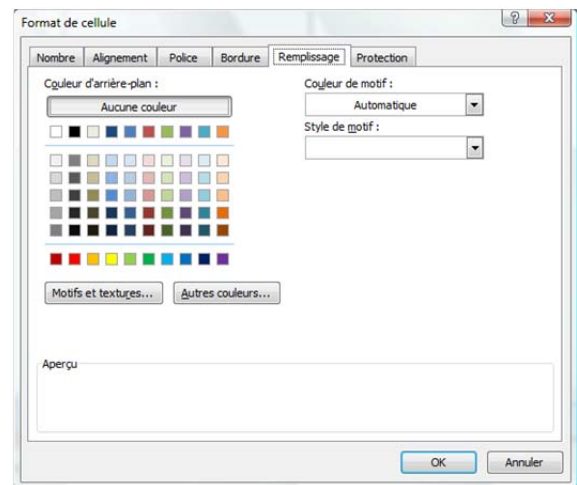 Format de cellule
Nombre Alignement Police Bordure Remplissage Protection
Couleur d'arrière-plan :
Aucune couleur
Couleur de motif :
Automatique
Style de motif :
Motifs et textures... Autres couleurs...
Aperçu
OK Annuler